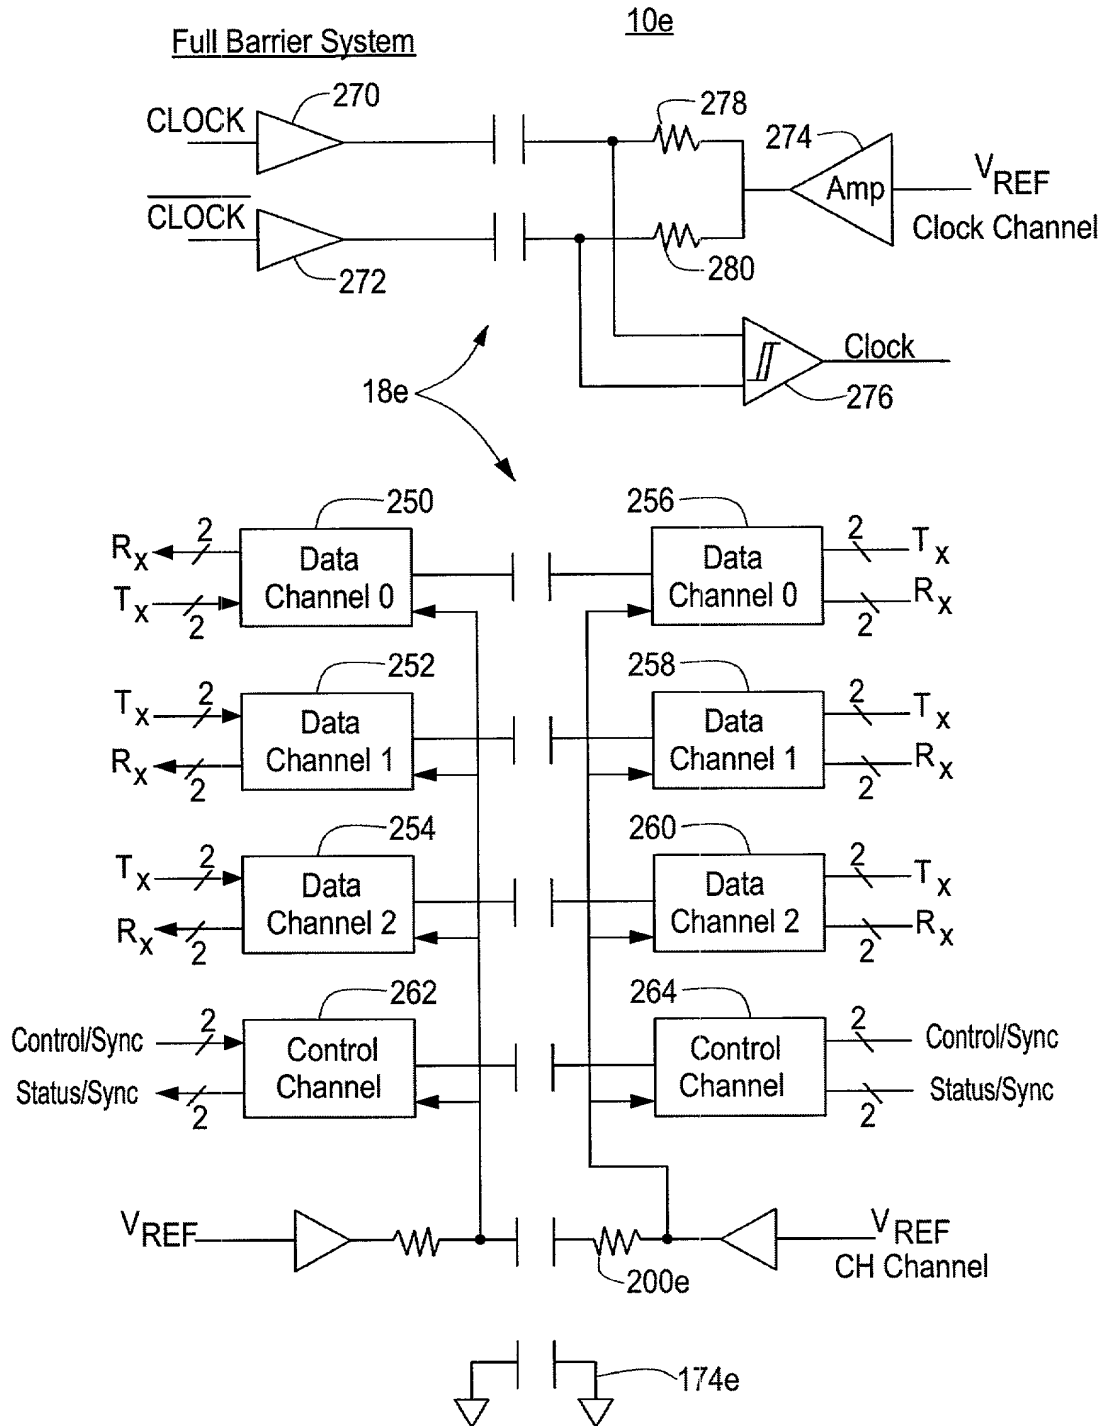 10e
Full Barrier System
CLOCK
270
278
274
Amp
VREF
Clock Channel
CLOCK
272
280
Clock
276
18e
250
256
Rx
2
Data
Channel 0
Data
Channel 0
2
Tx
Tx
2
2
Rx
252
258
Tx
2
Data
Channel 1
Data
Channel 1
2
Tx
Rx
2
2
Rx
254
260
Tx
2
Data
Channel 2
Data
Channel 2
2
Tx
Rx
2
2
Rx
262
264
Control/Sync
2
Control
Channel
Control
Channel
2
Control/Sync
Status/Sync
2
2
Status/Sync
VREF
VREF
CH Channel
200e
174e